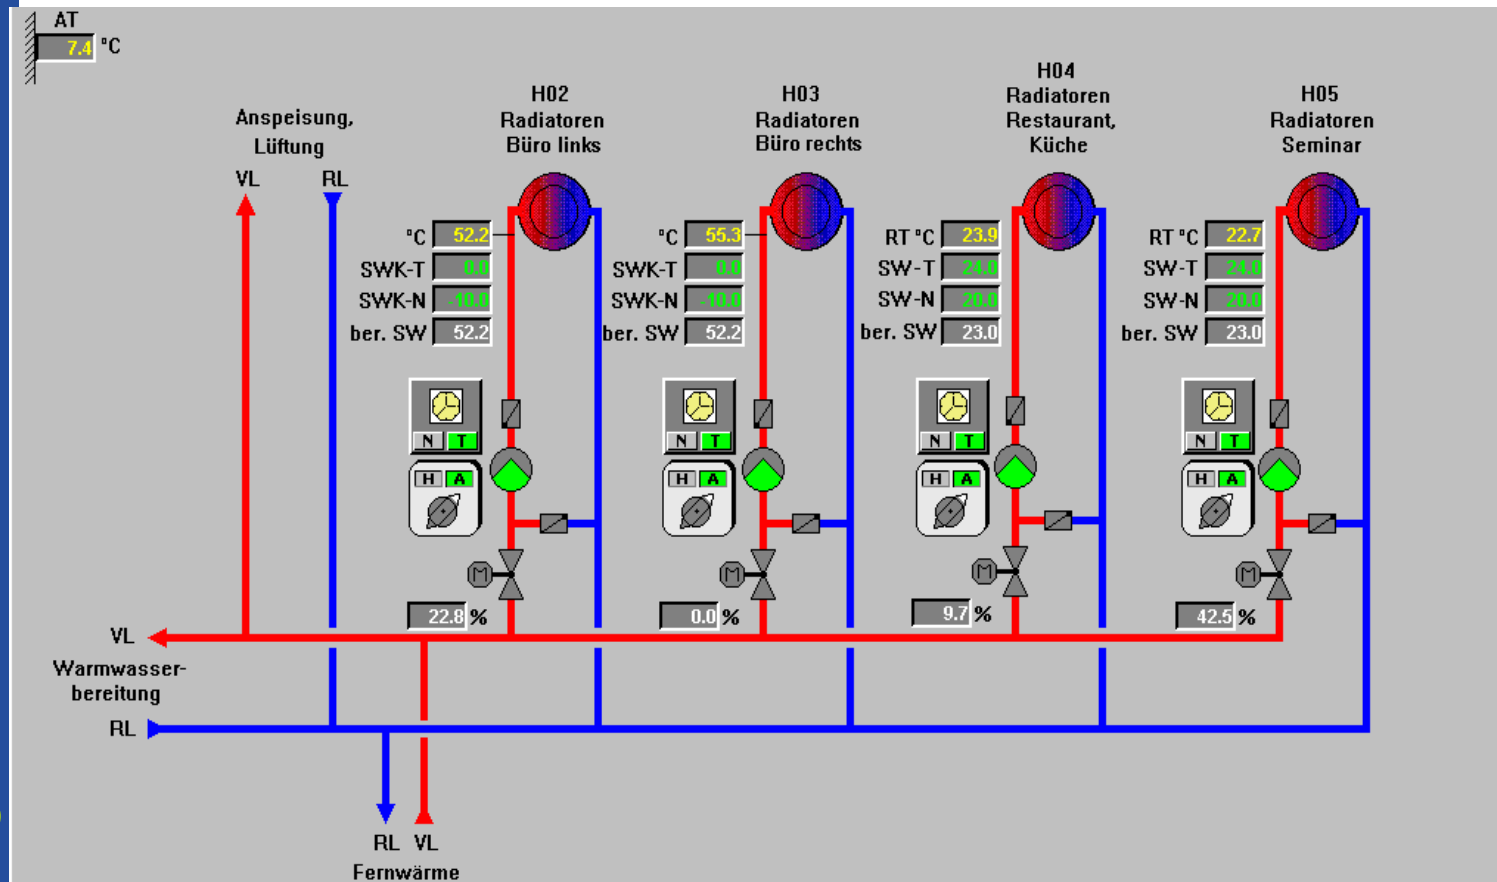 AT
7.4 °C
Anspeisung,
Lüftung
VL RL
H02
Radiatoren
Büro links
°C 52.2
SWK-T 0.0
SWK-N -10.0
ber. SW 52.2
N T
H A
M
22.8 %
H03
Radiatoren
Büro rechts
°C 55.3
SWK-T 0.0
SWK-N -10.0
ber. SW 52.2
N T
H A
M
0.0 %
H04
Radiatoren
Restaurant,
Küche
RT °C 23.9
SW-T 24.0
SW-N 20.0
ber. SW 23.0
N T
H A
M
9.7 %
H05
Radiatoren
Seminar
RT °C 22.7
SW-T 24.0
SW-N 20.0
ber. SW 23.0
N T
H A
M
42.5 %
VL
Warmwasser-
bereitung
RL
RL VL
Fernwärme